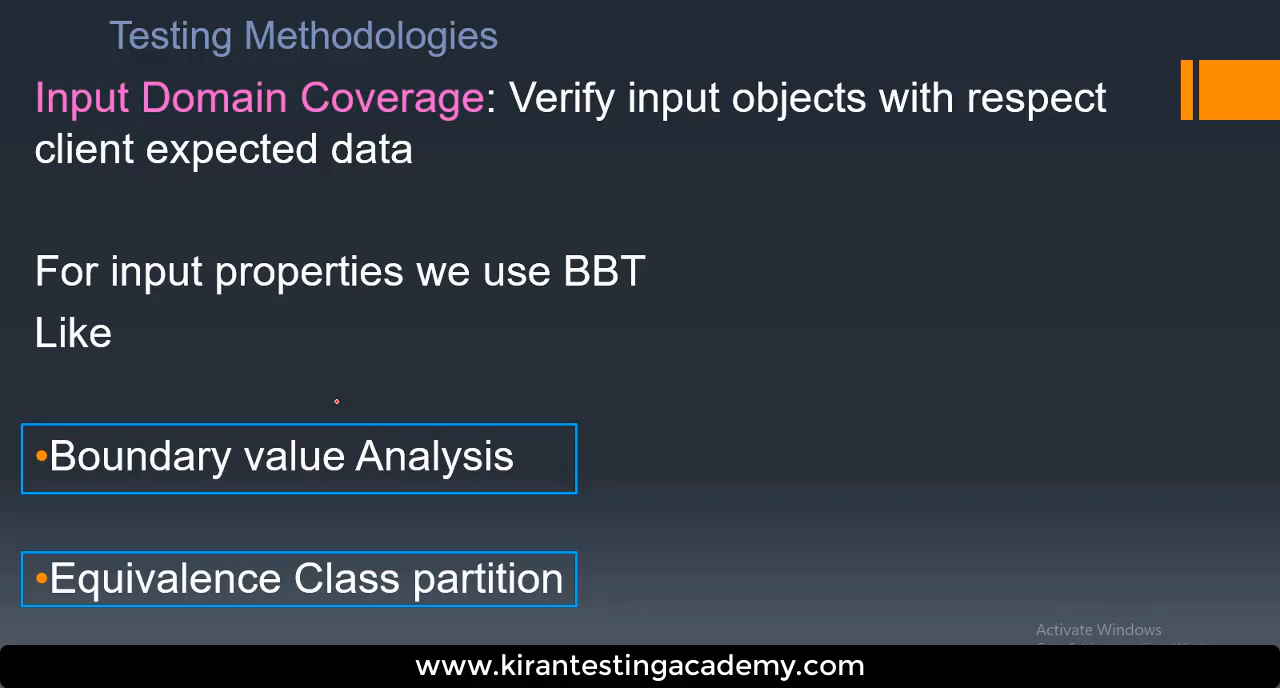 Testing Methodologies
Input Domain Coverage: Verify input objects with respect
client expected data
For input properties we use BBT
Like
•Boundary value Analysis
•Equivalence Class partition
Activate Windows
www.kirantestingacademy.com